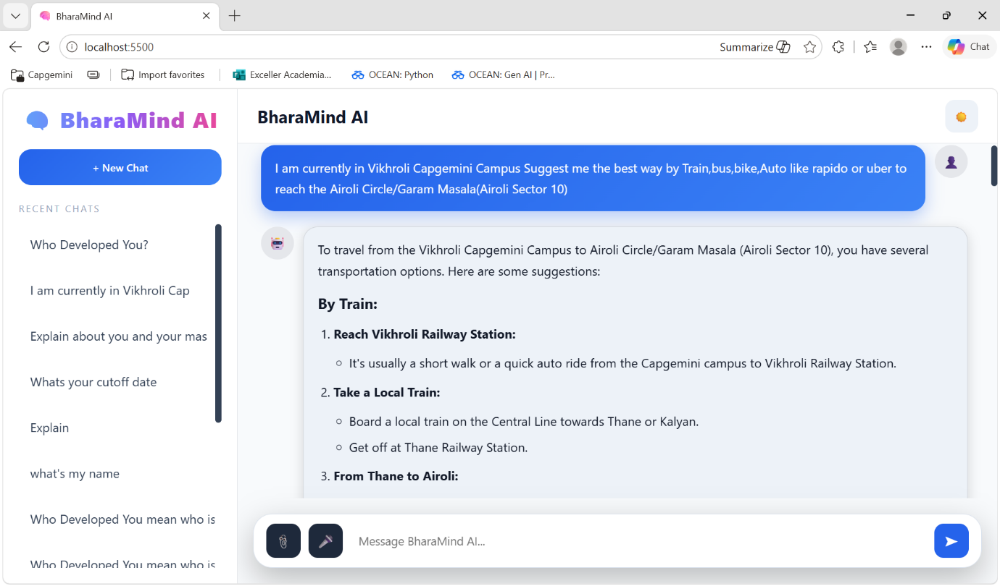 BharaMind AI
localhost:5500
Summarize
Chat
Capgemini
Import favorites
Exceller Academia...
OCEAN: Python
OCEAN: Gen AI | Pr...
BharaMind AI
+ New Chat
RECENT CHATS
Who Developed You?
I am currently in Vikhroli Cap
Explain about you and your mas
Whats your cutoff date
Explain
what's my name
Who Developed You mean who is
Who Developed You mean who is
BharaMind AI
I am currently in Vikhroli Capgemini Campus Suggest me the best way by Train,bus,bike,Auto like rapido or uber to
reach the Airoli Circle/Garam Masala(Airoli Sector 10)
To travel from the Vikhroli Capgemini Campus to Airoli Circle/Garam Masala (Airoli Sector 10), you have several
transportation options. Here are some suggestions:
By Train:
1. Reach Vikhroli Railway Station:
It's usually a short walk or a quick auto ride from the Capgemini campus to Vikhroli Railway Station.
2. Take a Local Train:
Board a local train on the Central Line towards Thane or Kalyan.
Get off at Thane Railway Station.
3. From Thane to Airoli:
Message BharaMind AI...